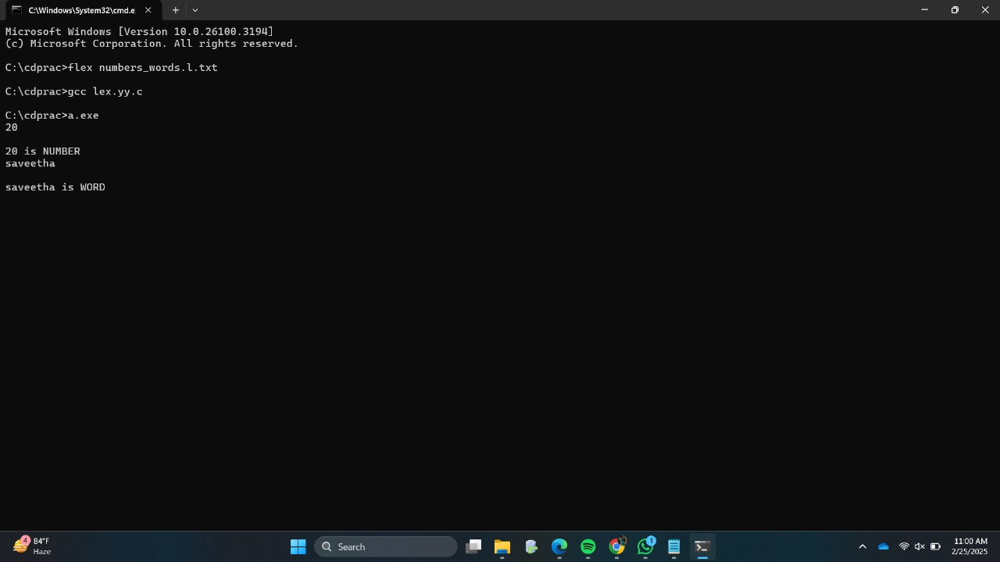 C:\Windows\System32\cmd.e
Microsoft Windows [Version 10.0.26100.3194]
(c) Microsoft Corporation. All rights reserved.
C:\cdprac>flex numbers_words.l.txt
C:\cdprac>gcc lex.yy.c
C:\cdprac>a.exe
20
20 is NUMBER
saveetha
saveetha is WORD
4
84°F
Haze
Search
1
11:00 AM
2/25/2025